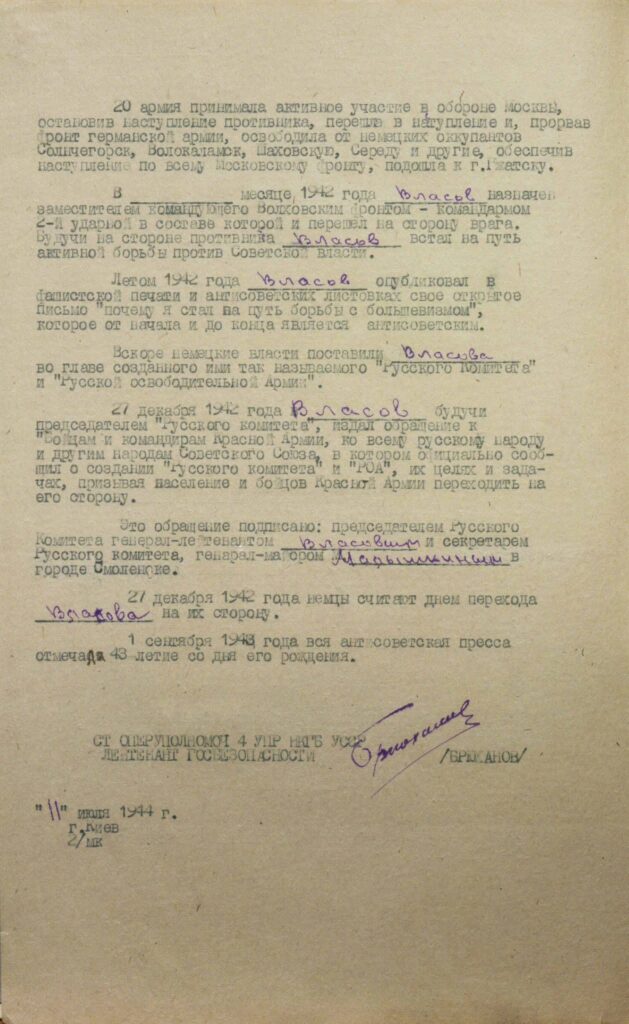 20 армия принимала активное участие в обороне Москвы,
остановив наступление противника, перешла в наступление и, прорвав
фронт германской армии, освободила от немецких оккупантов
Солнчегорск, Волокаламск, Шаховскую, Середу и другие, обеспечив
наступление по всему Московскому фронту, подошла к г.Гжатску.
В ________ месяце 1942 года Власов назначен
заместителем командующего Волховским фронтом - командармом
2-й ударной в составе которой и перешел на сторону врага.
Будучи на стороне противника Власов встал на путь
активной борьбы против Советской власти.
Летом 1942 года Власов опубликовал в
фашистской печати и антисоветских листовках свое открытое
письмо "почему я стал на путь борьбы с большевизмом",
которое от начала и до конца является антисоветским.
Вскоре немецкие власти поставили Власова
во главе созданного ими так называемого "Русского Комитета"
и "Русской освободительной Армии".
27 декабря 1942 года Власов будучи
председателем "Русского комитета", издал обращение к
"Бойцам и командирам Красной Армии, ко всему русскому народу
и другим народам Советского Союза, в котором официально сооб-
щил о создании "Русского комитета" и "РОА", их целях и зада-
чах, призывая население и бойцов Красной Армии переходить на
его сторону.
Это обращение подписано: председателем Русского
Комитета генерал-лейтенантом Власовым и секретарем
Русского комитета, генерал-майором Малышкиным в
городе Смоленске.
27 декабря 1942 года немцы считают днем перехода
Власова на их сторону.
1 сентября 1943 года вся антисоветская пресса
отмечала 43 летие со дня его рождения.
СТ ОПЕРУПОЛНОМОЧ 4 УПР НКГБ УССР
ЛЕЙТЕНАНТ ГОСБЕЗОПАСНОСТИ /БРЮХАНОВ/
"11" июля 1944 г.
г.Киев
2/мк